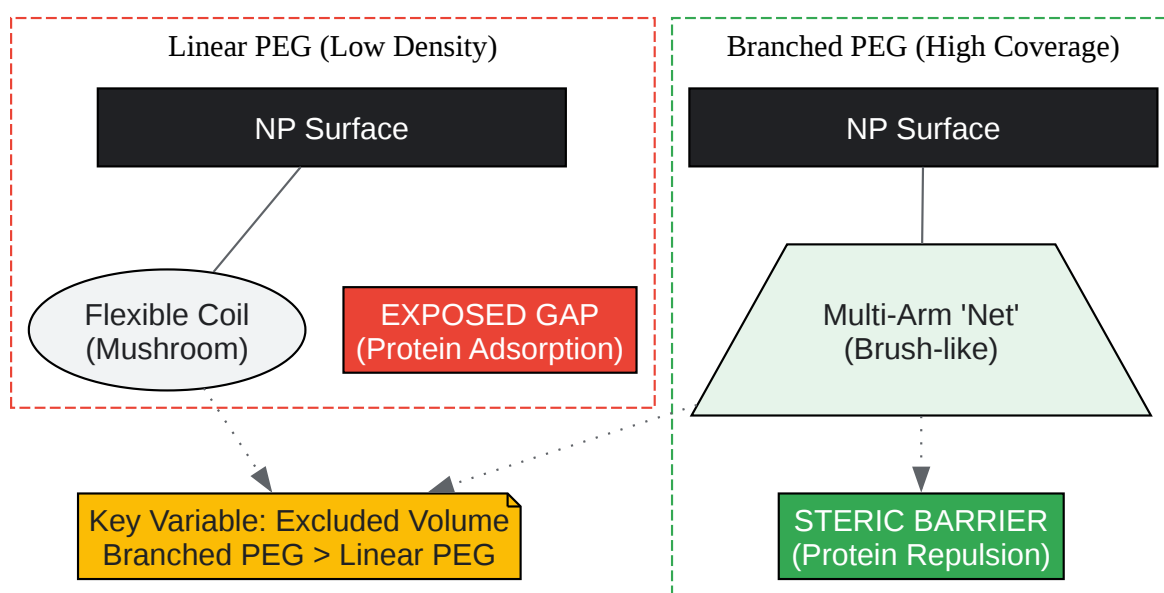 Linear PEG (Low Density)
NP Surface
Flexible Coil
(Mushroom)
EXPOSED GAP
(Protein Adsorption)
Branched PEG (High Coverage)
NP Surface
Multi-Arm 'Net'
(Brush-like)
Key Variable: Excluded Volume
Branched PEG > Linear PEG
STERIC BARRIER
(Protein Repulsion)